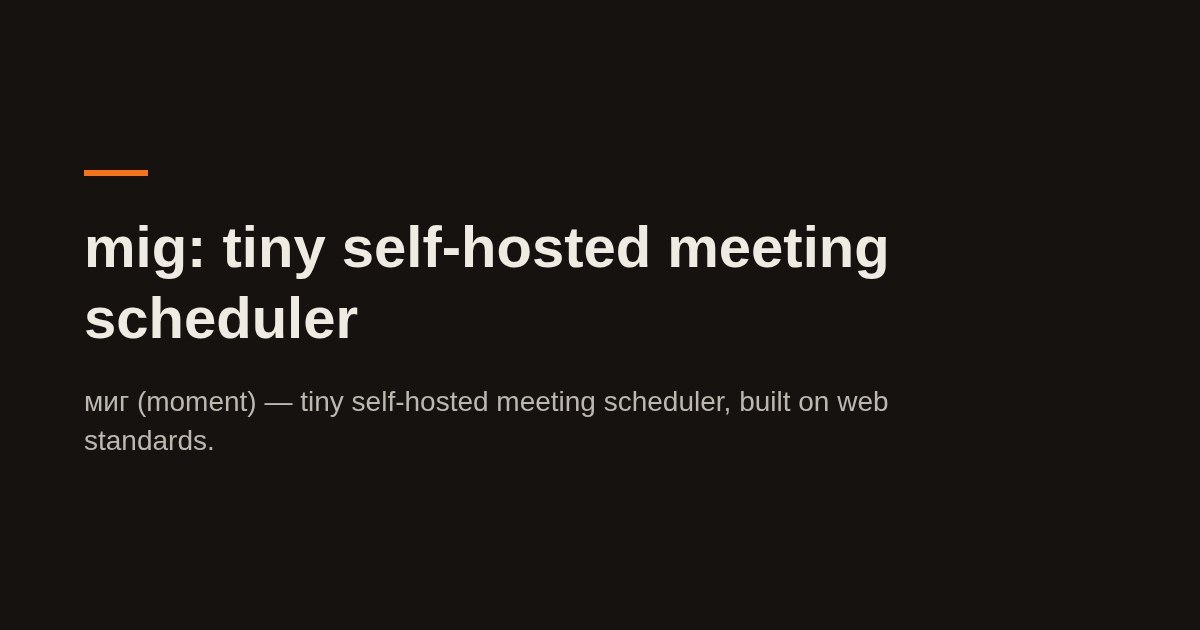 mig: tiny self-hosted meeting
scheduler
миг (moment) — tiny self-hosted meeting scheduler, built on web
standards.